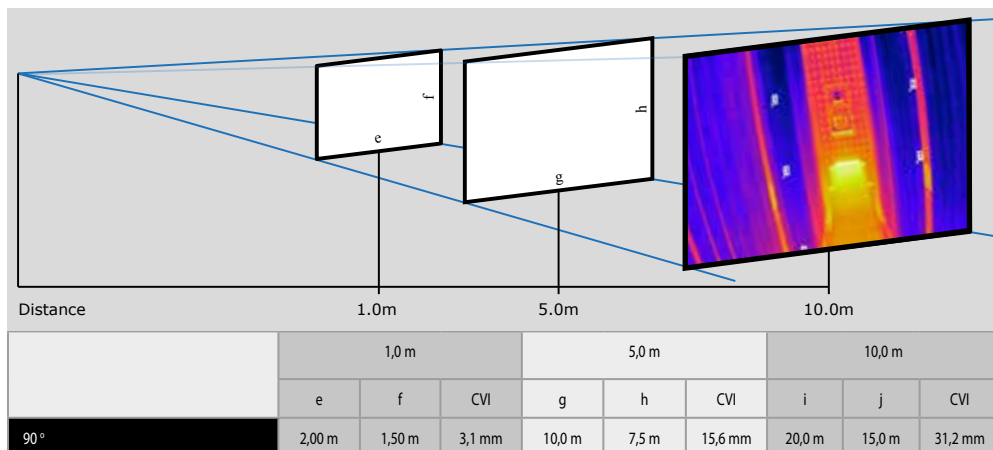 f
e
h
g
Distance 1.0m 5.0m 10.0m
1,0 m 5,0 m 10,0 m
e f CVI g h CVI i j CVI
90 º 2,00 m 1,50 m 3,1 mm 10,0 m 7,5 m 15,6 mm 20,0 m 15,0 m 31,2 mm